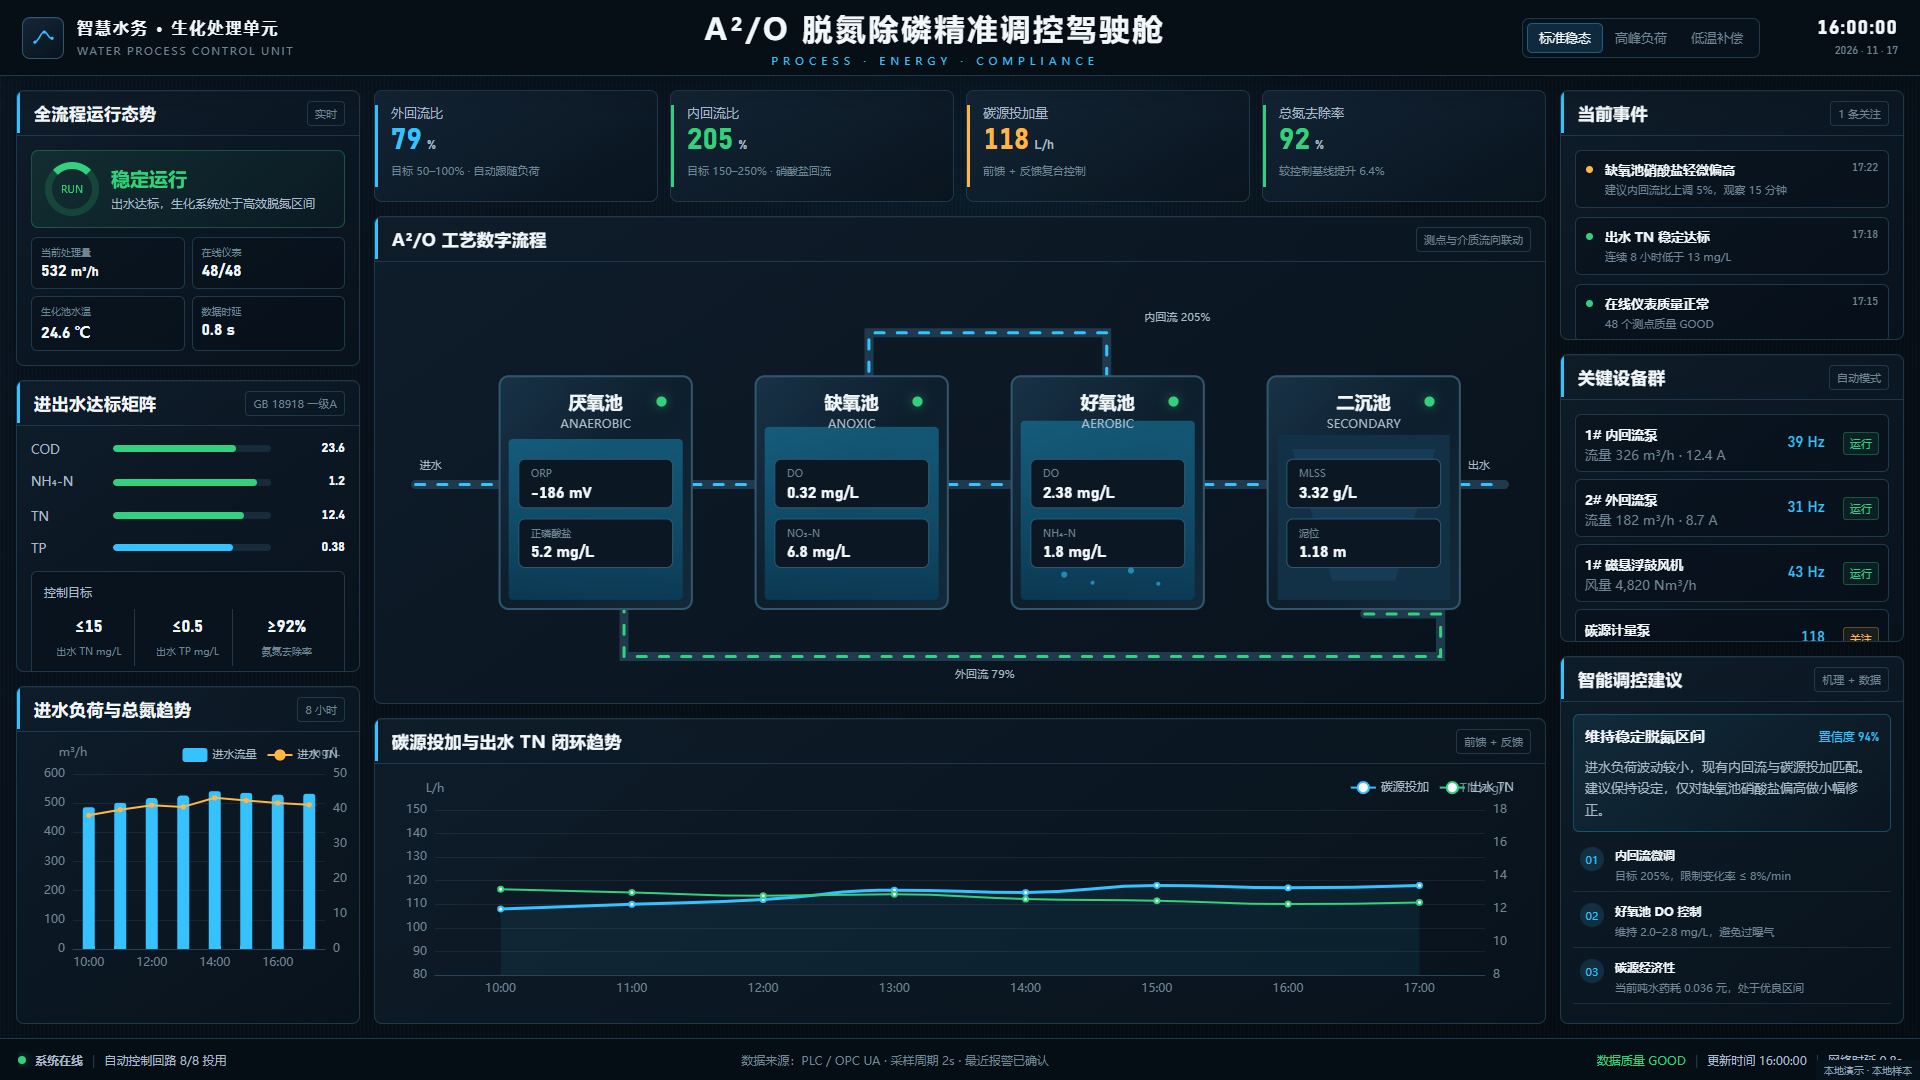 智慧水务 • 生化处理单元
WATER PROCESS CONTROL UNIT
A²/O 脱氮除磷精准调控驾驶舱
PROCESS · ENERGY · COMPLIANCE
标准稳态
高峰负荷
低温补偿
16:00:00
2026 · 11 · 17
全流程运行态势
实时
RUN
稳定运行
出水达标，生化系统处于高效脱氮区间
当前处理量
532 m³/h
在线仪表
48/48
生化池水温
24.6 ℃
数据时延
0.8 s
进出水达标矩阵
GB 18918 一级A
COD
23.6
NH₄-N
1.2
TN
12.4
TP
0.38
控制目标
≤15
出水 TN mg/L
≤0.5
出水 TP mg/L
≥92%
氨氮去除率
进水负荷与总氮趋势
8 小时
m³/h
进水流量
进水 TN
600
500
400
300
200
100
0
50
40
30
20
10
0
10:00
12:00
14:00
16:00
外回流比
79 %
目标 50–100% · 自动跟随负荷
内回流比
205 %
目标 150–250% · 硝酸盐回流
碳源投加量
118 L/h
前馈 + 反馈复合控制
总氮去除率
92 %
较控制基线提升 6.4%
A²/O 工艺数字流程
测点与介质流向联动
内回流 205%
进水
厌氧池
ANAEROBIC
ORP
-186 mV
正磷酸盐
5.2 mg/L
缺氧池
ANOXIC
DO
0.32 mg/L
NO₃-N
6.8 mg/L
好氧池
AEROBIC
DO
2.38 mg/L
NH₄-N
1.8 mg/L
二沉池
SECONDARY
MLSS
3.32 g/L
泥位
1.18 m
出水
外回流 79%
碳源投加与出水 TN 闭环趋势
前馈 + 反馈
L/h
碳源投加
出水 TN
150
140
130
120
110
100
90
80
18
16
14
12
10
8
10:00
11:00
12:00
13:00
14:00
15:00
16:00
17:00
当前事件
1 条关注
缺氧池硝酸盐轻微偏高
17:22
建议内回流比上调 5%，观察 15 分钟
出水 TN 稳定达标
17:18
连续 8 小时低于 13 mg/L
在线仪表质量正常
17:15
48 个测点质量 GOOD
关键设备群
自动模式
1# 内回流泵
流量 326 m³/h · 12.4 A
39 Hz
运行
2# 外回流泵
流量 182 m³/h · 8.7 A
31 Hz
运行
1# 磁悬浮鼓风机
风量 4,820 Nm³/h
43 Hz
运行
碳源计量泵
118
关注
智能调控建议
机理 + 数据
维持稳定脱氮区间
置信度 94%
进水负荷波动较小，现有内回流与碳源投加匹配。
建议保持设定，仅对缺氧池硝酸盐偏高做小幅修
正。
01
内回流微调
目标 205%，限制变化率 ≤ 8%/min
02
好氧池 DO 控制
维持 2.0–2.8 mg/L，避免过曝气
03
碳源经济性
当前吨水药耗 0.036 元，处于优良区间
系统在线
自动控制回路 8/8 投用
数据来源：PLC / OPC UA · 采样周期 2s · 最近报警已确认
数据质量 GOOD
更新时间 16:00:00
网络时延 0.8s
本地演示 · 本地样本